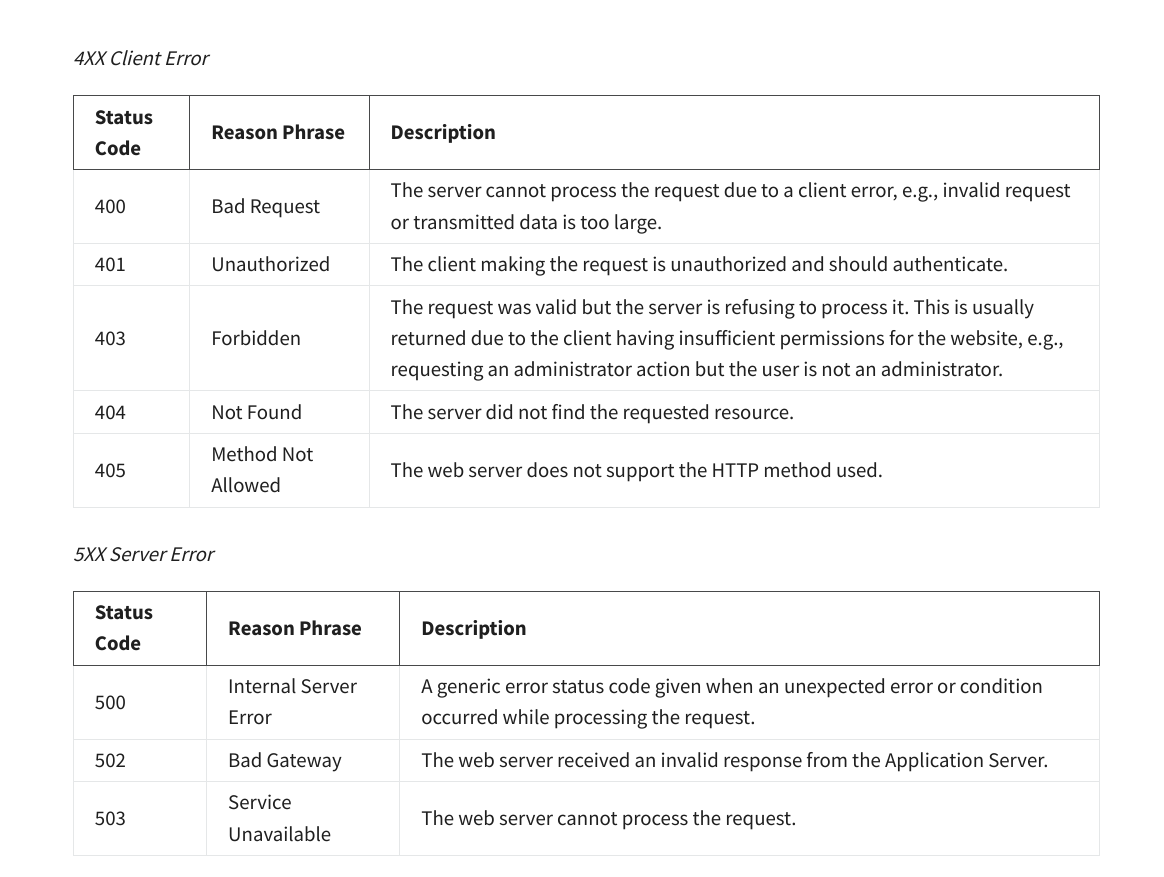 4XX Client Error
Status
Code
Reason Phrase
Description
400
Bad Request
The server cannot process the request due to a client error, e.g., invalid request
or transmitted data is too large.
401
Unauthorized
The client making the request is unauthorized and should authenticate.
403
Forbidden
The request was valid but the server is refusing to process it. This is usually
returned due to the client having insufficient permissions for the website, e.g.,
requesting an administrator action but the user is not an administrator.
404
Not Found
The server did not find the requested resource.
405
Method Not
Allowed
The web server does not support the HTTP method used.
5XX Server Error
Status
Code
Reason Phrase
Description
500
Internal Server
Error
A generic error status code given when an unexpected error or condition
occurred while processing the request.
502
Bad Gateway
The web server received an invalid response from the Application Server.
503
Service
Unavailable
The web server cannot process the request.